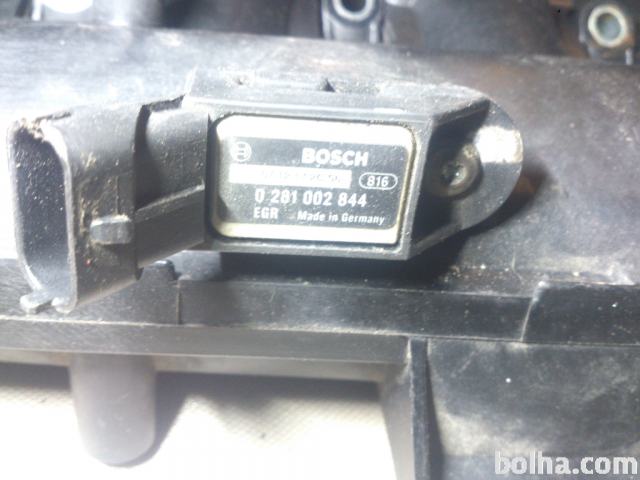 BOSCH
816
0 281 002 844
EGR Made in Germany
bolha.com